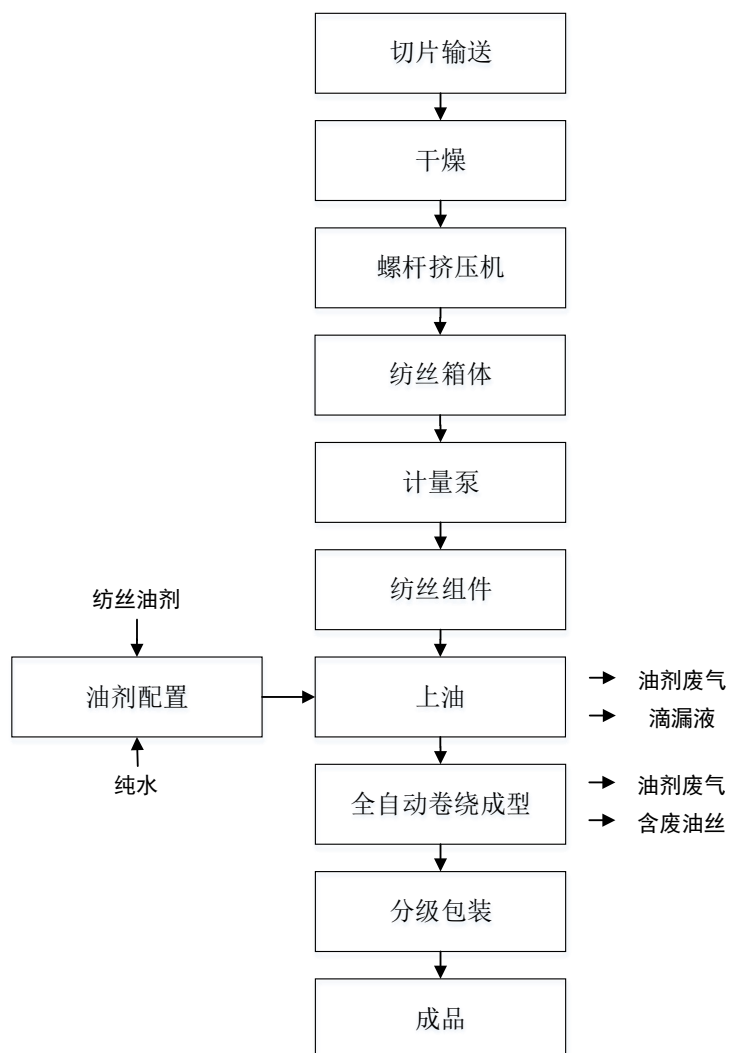 切片输送
干燥
螺杆挤压机
纺丝箱体
计量泵
纺丝组件
纺丝油剂
油剂配置
纯水
上油
油剂废气
滴漏液
全自动卷绕成型
油剂废气
含废油丝
分级包装
成品